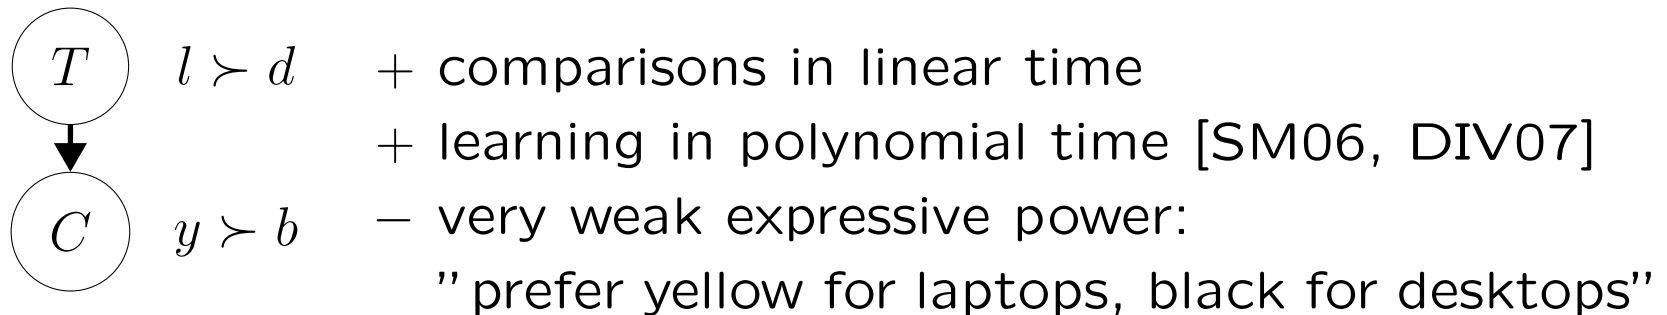 T l ≻ d + comparisons in linear time
+ learning in polynomial time [SM06, DIV07]
C y ≻ b − very weak expressive power:
”prefer yellow for laptops, black for desktops”